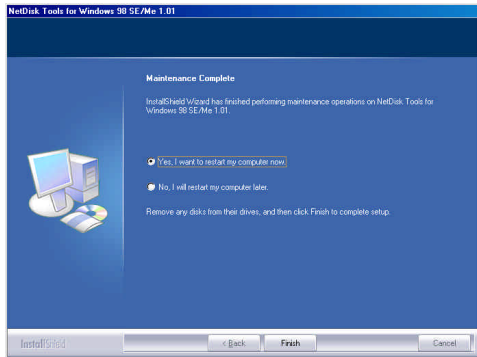 NetDisk Tools for Windows 98 SE/Me 1.01
Maintenance Complete
InstallShield Wizard has finished performing maintenance operations on NetDisk Tools for
Windows 98 SE/Me 1.01.
Yes, I want to restart my computer now.
No, I will restart my computer later.
Remove any disks from their drives, and then click Finish to complete setup.
InstallShield
< Back Finish Cancel